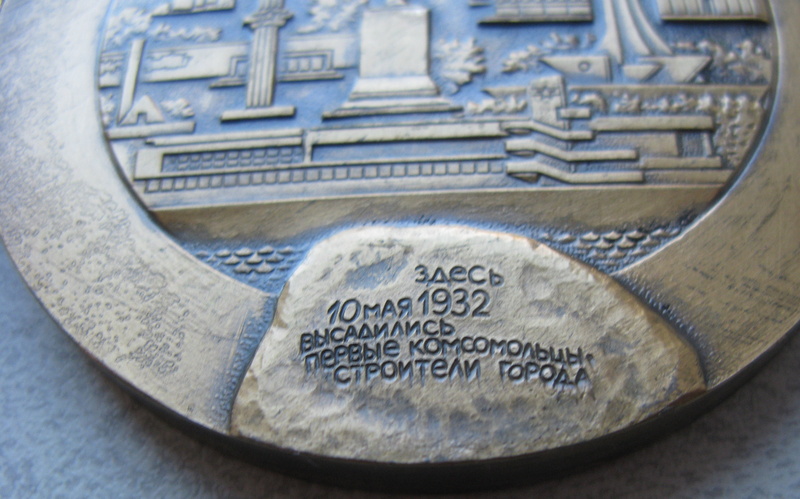 ЗДЕСЬ
10 МАЯ 1932
ВЫСАДИЛИСЬ
ПЕРВЫЕ КОМСОМОЛЬЦЫ-
СТРОИТЕЛИ ГОРОДА